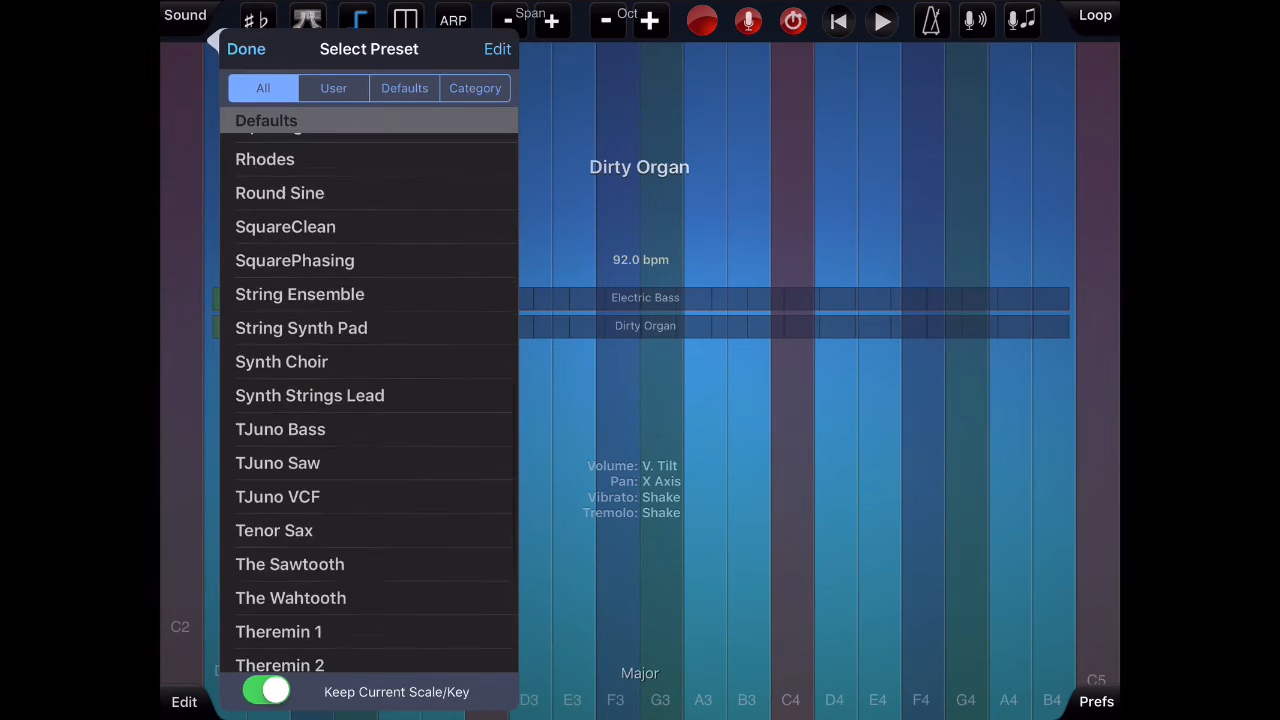 Sound
ARP
- Span +
- Oct +
Loop
Done
Select Preset
Edit
All
User
Defaults
Category
Defaults
Rhodes
Round Sine
SquareClean
SquarePhasing
String Ensemble
String Synth Pad
Synth Choir
Synth Strings Lead
TJuno Bass
TJuno Saw
TJuno VCF
Tenor Sax
The Sawtooth
The Wahtooth
Theremin 1
Theremin 2
Keep Current Scale/Key
Dirty Organ
92.0 bpm
Electric Bass
Dirty Organ
Volume: V. Tilt
Pan: X Axis
Vibrato: Shake
Tremolo: Shake
Major
C2
D3 E3 F3 G3 A3 C4 D4 E4 F4 G4 A4 B4
C5
Edit
Prefs